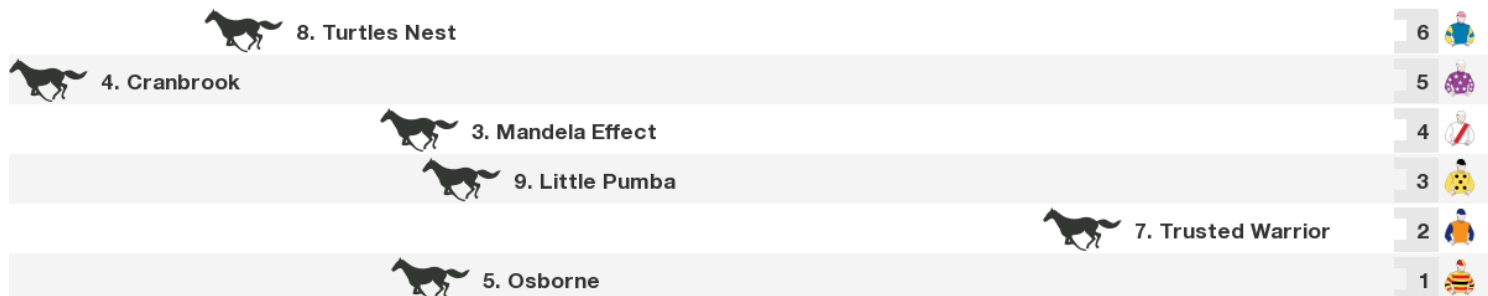 8. Turtles Nest 6
4. Cranbrook 5
3. Mandela Effect 4
9. Little Pumba 3
7. Trusted Warrior 2
5. Osborne 1